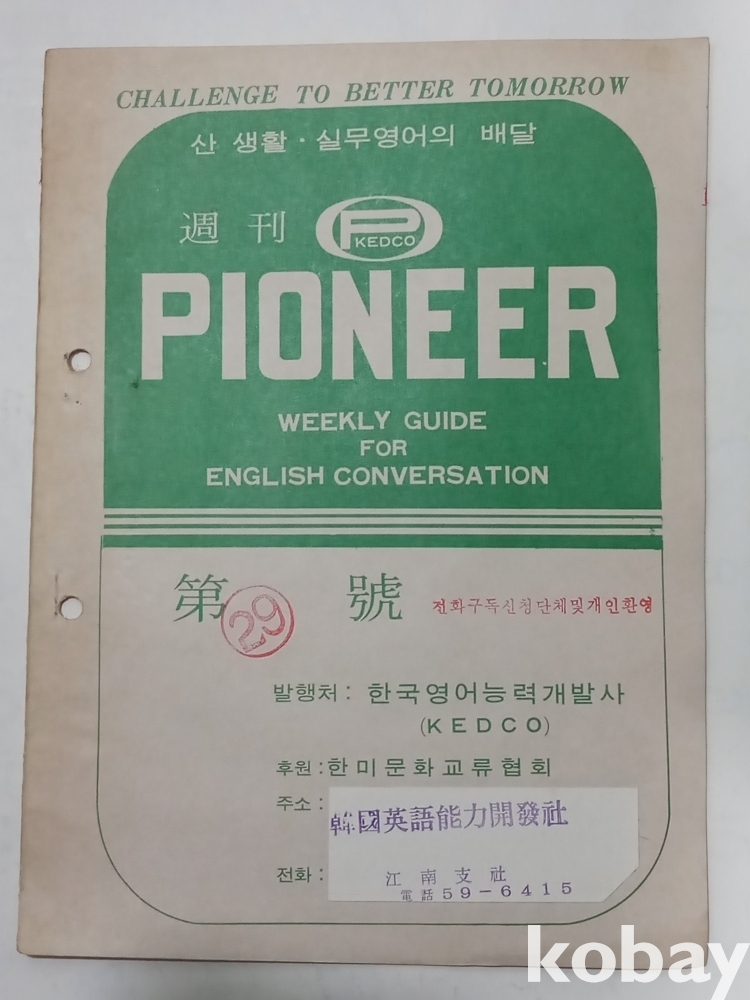 CHALLENGE TO BETTER TOMORROW
산 생활 · 실무영어의 배달
週刊 P KEDCO
PIONEER
WEEKLY GUIDE
FOR
ENGLISH CONVERSATION
第 29 號 전화구독신청단체및개인환영
발행처 : 한국영어능력개발사
(KEDCO)
후원 : 한미문화교류협회
주소 :
韓國英語能力開發社
전화 : 江南支社
電話 59-6415
kobay